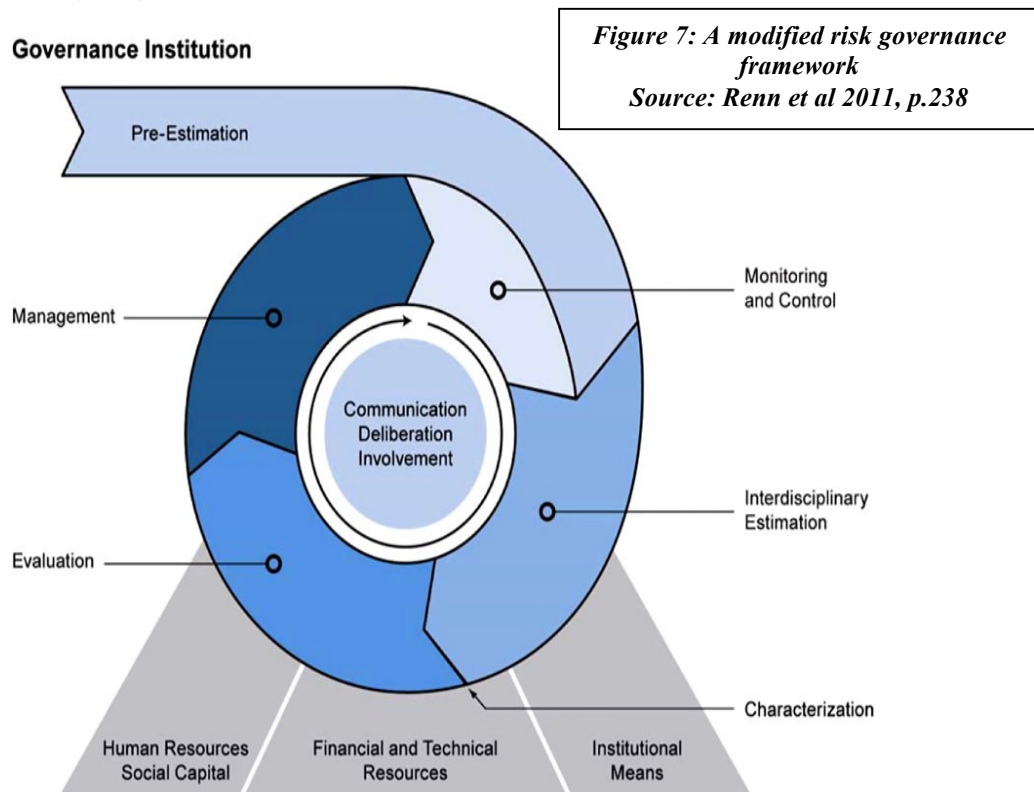 Governance Institution
Figure 7: A modified risk governance
framework
Source: Renn et al 2011, p.238
Pre-Estimation
Monitoring
and Control
Management
Communication
Deliberation
Involvement
Interdisciplinary
Estimation
Evaluation
Characterization
Human Resources
Social Capital
Financial and Technical
Resources
Institutional
Means